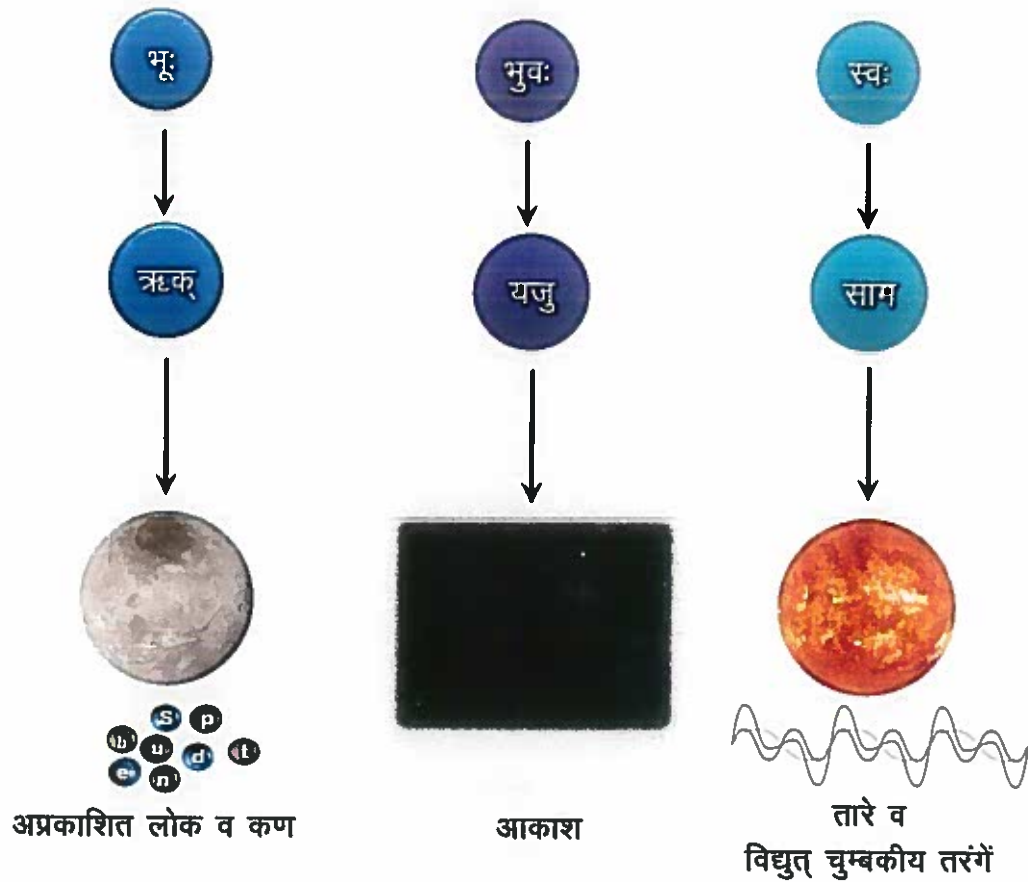 भूः
भुवः
स्वः
ऋक्
यजु
साम
S p
b u d t
e n
अप्रकाशित लोक व कण
आकाश
तारे व
विद्युत् चुम्बकीय तरंगें